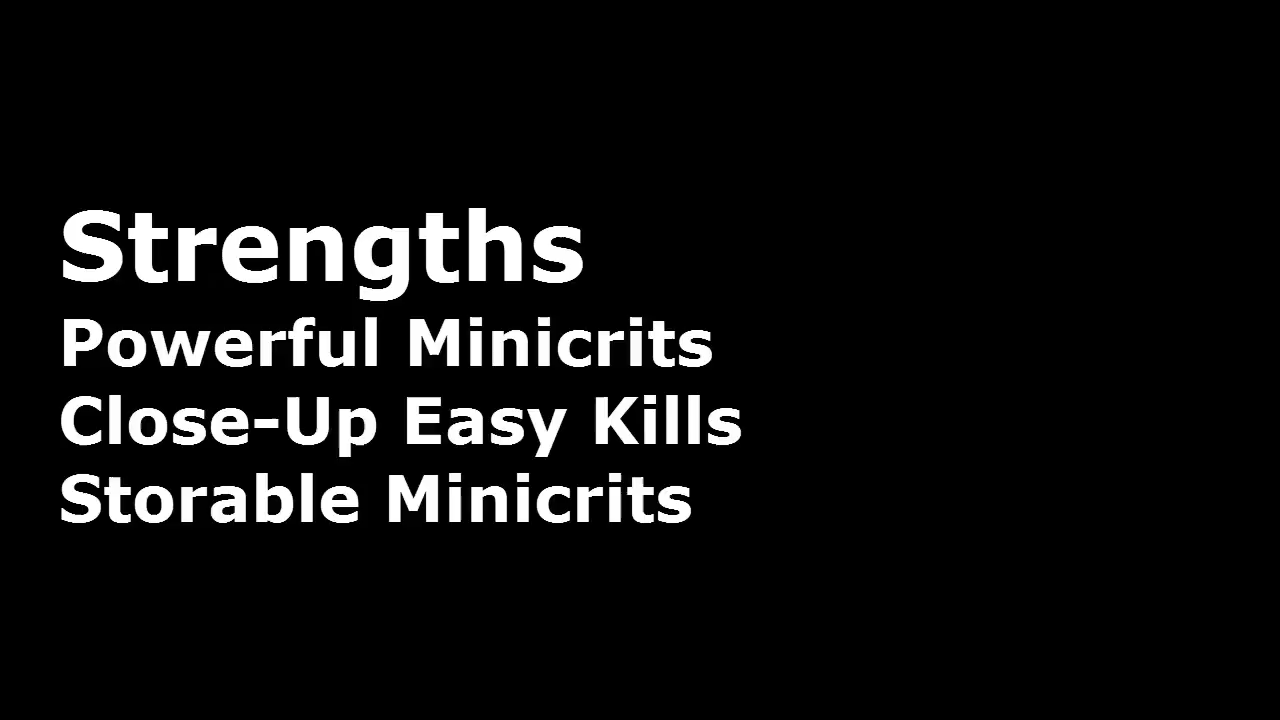 Strengths
Powerful Minicrits
Close-Up Easy Kills
Storable Minicrits